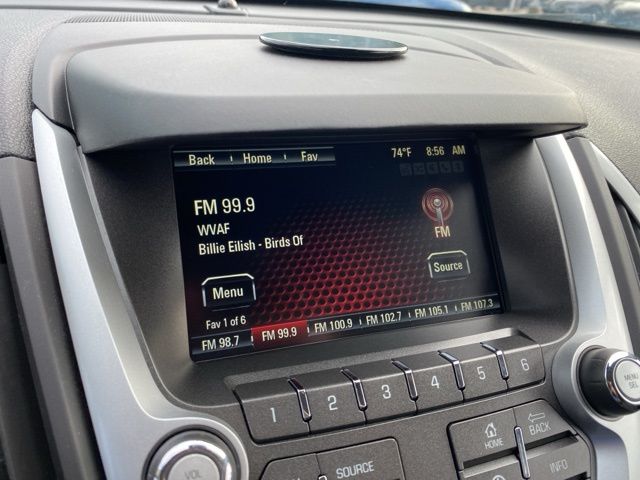 Back Home Fav 74°F 8:56 AM
FM 99.9
WVAF
Billie Eilish - Birds Of
FM
Menu
Source
Fav 1 of 6
FM 98.7 FM 99.9 FM 100.9 FM 102.7 FM 105.1 FM 107.3
1 2 3 4 5 6
MENU
SEL
VOL
SOURCE
HOME
BACK
INFO